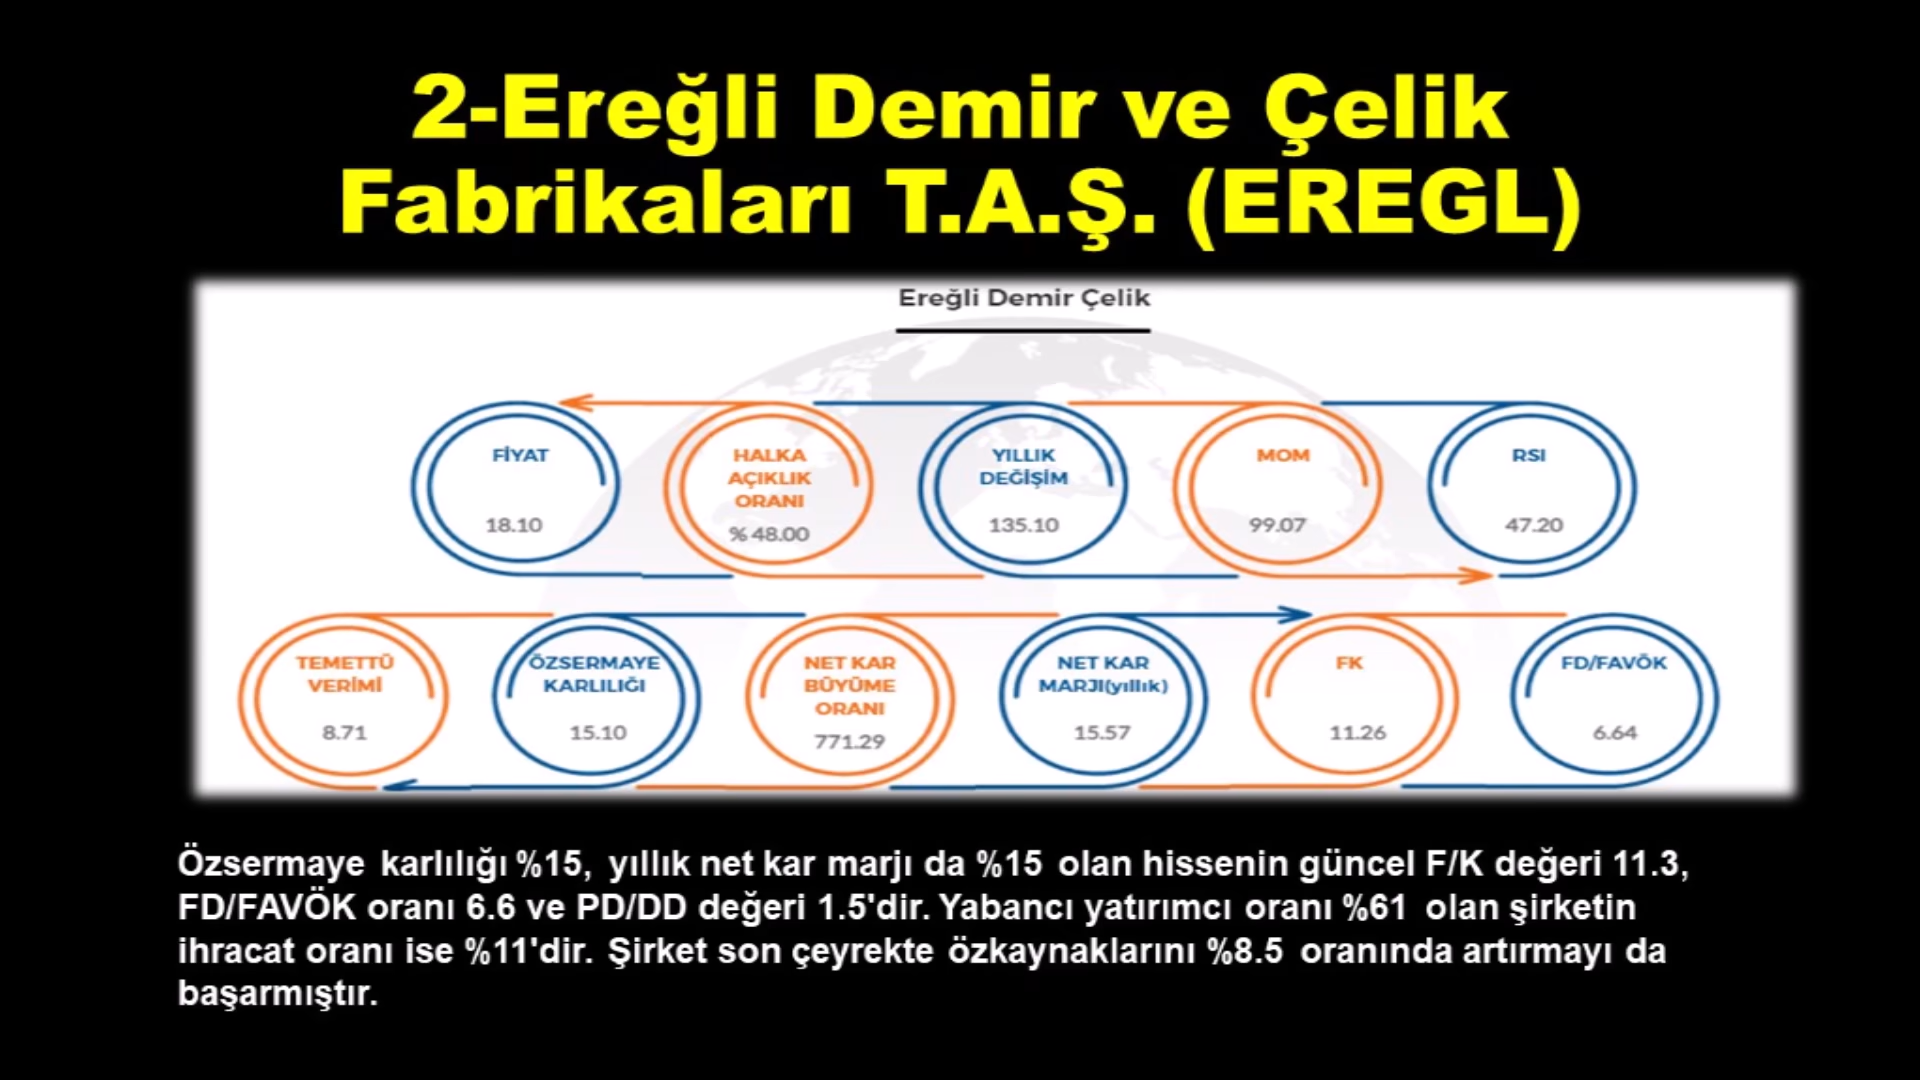 2-Ereğli Demir ve Çelik
Fabrikaları T.A.Ş. (EREGL)
Ereğli Demir Çelik
FİYAT
18.10
HALKA
AÇIKLIK
ORANI
% 48.00
YILLIK
DEĞİŞİM
135.10
MOM
99.07
RSI
47.20
TEMETTÜ
VERİMİ
8.71
ÖZSERMAYE
KARLILIĞI
15.10
NET KAR
BÜYÜME
ORANI
771.29
NET KAR
MARJI(yıllık)
15.57
FK
11.26
FD/FAVÖK
6.64
Özsermaye karlılığı %15, yıllık net kar marjı da %15 olan hissenin güncel F/K değeri 11.3,
FD/FAVÖK oranı 6.6 ve PD/DD değeri 1.5'dir. Yabancı yatırımcı oranı %61 olan şirketin
ihracat oranı ise %11'dir. Şirket son çeyrekte özkaynaklarını %8.5 oranında artırmayı da
başarmıştır.